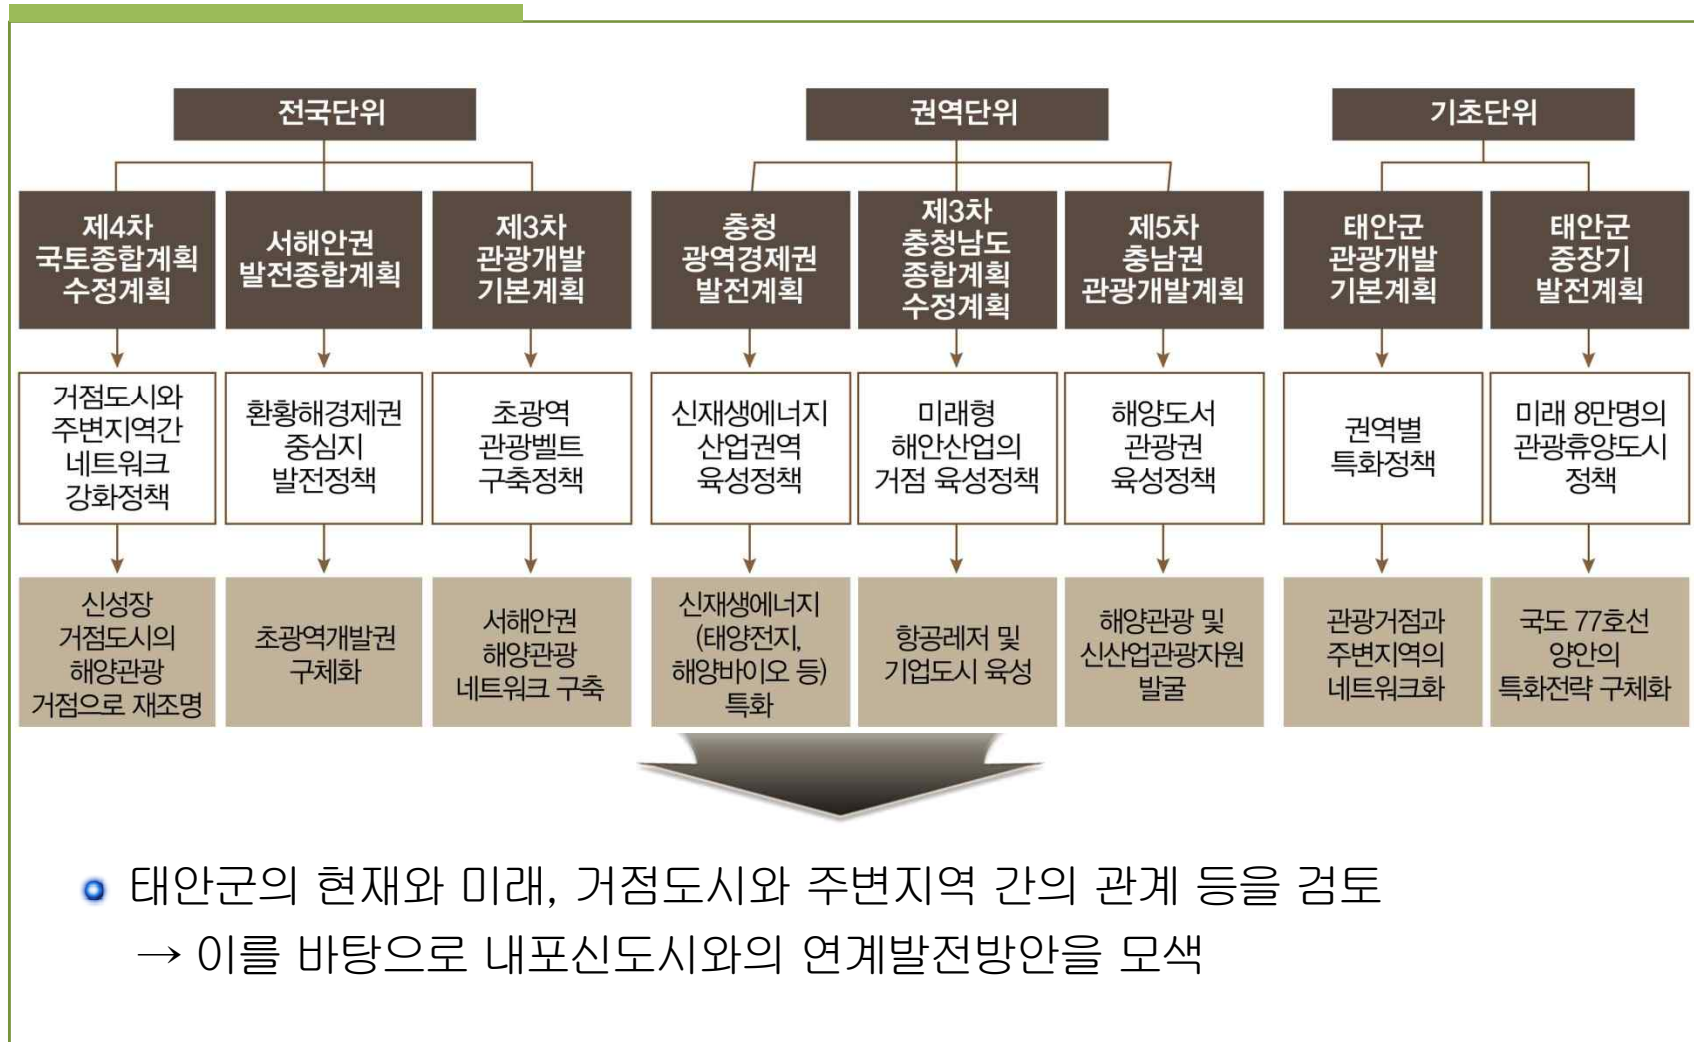 전국단위
권역단위
기초단위
제4차
국토종합계획
수정계획
서해안권
발전종합계획
제3차
관광개발
기본계획
충청
광역경제권
발전계획
제3차
충청남도
종합계획
수정계획
제5차
충남권
관광개발계획
태안군
관광개발
기본계획
태안군
중장기
발전계획
거점도시와
주변지역간
네트워크
강화정책
환황해경제권
중심지
발전정책
초광역
관광벨트
구축정책
신재생에너지
산업권역
육성정책
미래형
해안산업의
거점 육성정책
해양도서
관광권
육성정책
권역별
특화정책
미래 8만명의
관광휴양도시
정책
신성장
거점도시의
해양관광
거점으로 재조명
초광역개발권
구체화
서해안권
해양관광
네트워크 구축
신재생에너지
(태양전지,
해양바이오 등)
특화
항공레저 및
기업도시 육성
해양관광 및
신산업관광자원
발굴
관광거점과
주변지역의
네트워크화
국도 77호선
양안의
특화전략 구체화
태안군의 현재와 미래, 거점도시와 주변지역 간의 관계 등을 검토
→ 이를 바탕으로 내포신도시와의 연계발전방안을 모색